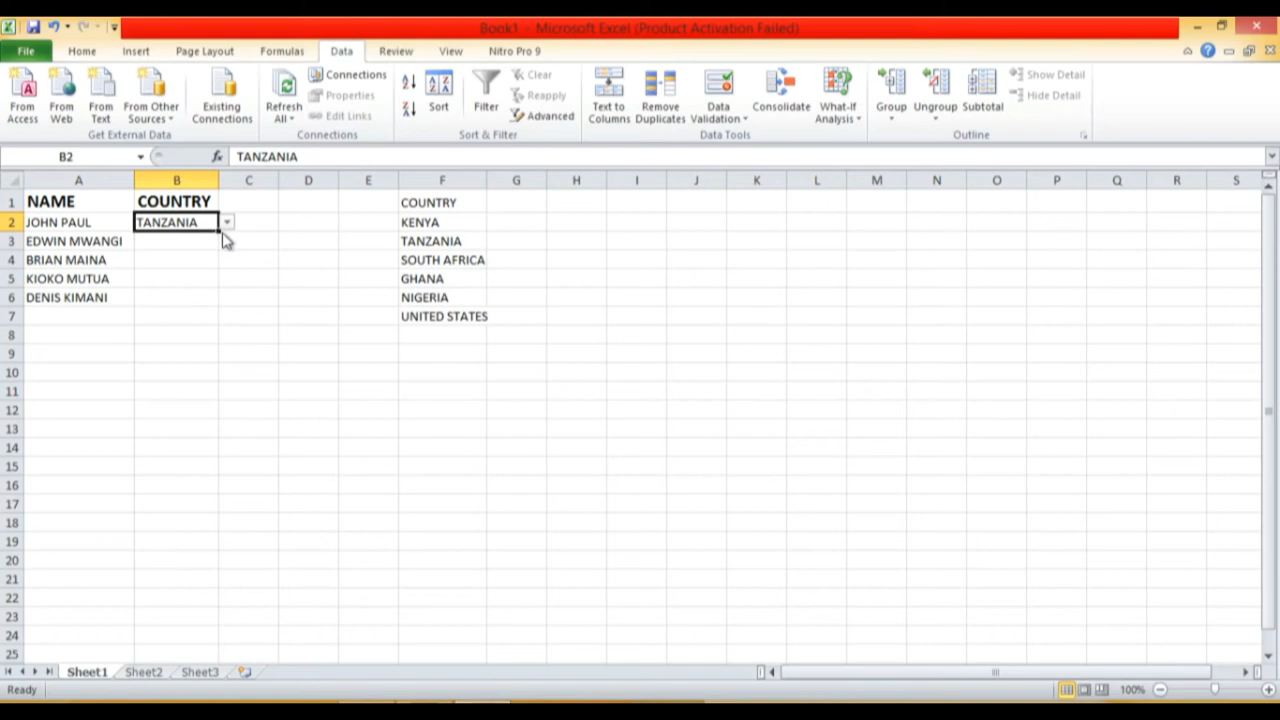 Book1 - Microsoft Excel (Product Activation Failed)
File Home Insert Page Layout Formulas Data Review View Nitro Pro 9
From Access
From Web
From Text
From Other Sources
Get External Data
Existing Connections
Refresh All
Connections
Properties
Edit Links
Connections
Sort
Filter
Clear
Reapply
Advanced
Sort & Filter
Text to Columns
Remove Duplicates
Data Validation
Consolidate
What-If Analysis
Data Tools
Group
Ungroup
Subtotal
Show Detail
Hide Detail
Outline
B2 fx TANZANIA
A B C D E F G H I J K L M N O P Q R S
1 NAME COUNTRY COUNTRY
2 JOHN PAUL TANZANIA KENYA
3 EDWIN MWANGI TANZANIA
4 BRIAN MAINA SOUTH AFRICA
5 KIOKO MUTUA GHANA
6 DENIS KIMANI NIGERIA
7 UNITED STATES
8
9
10
11
12
13
14
15
16
17
18
19
20
21
22
23
24
25
Sheet1 Sheet2 Sheet3
Ready 100%